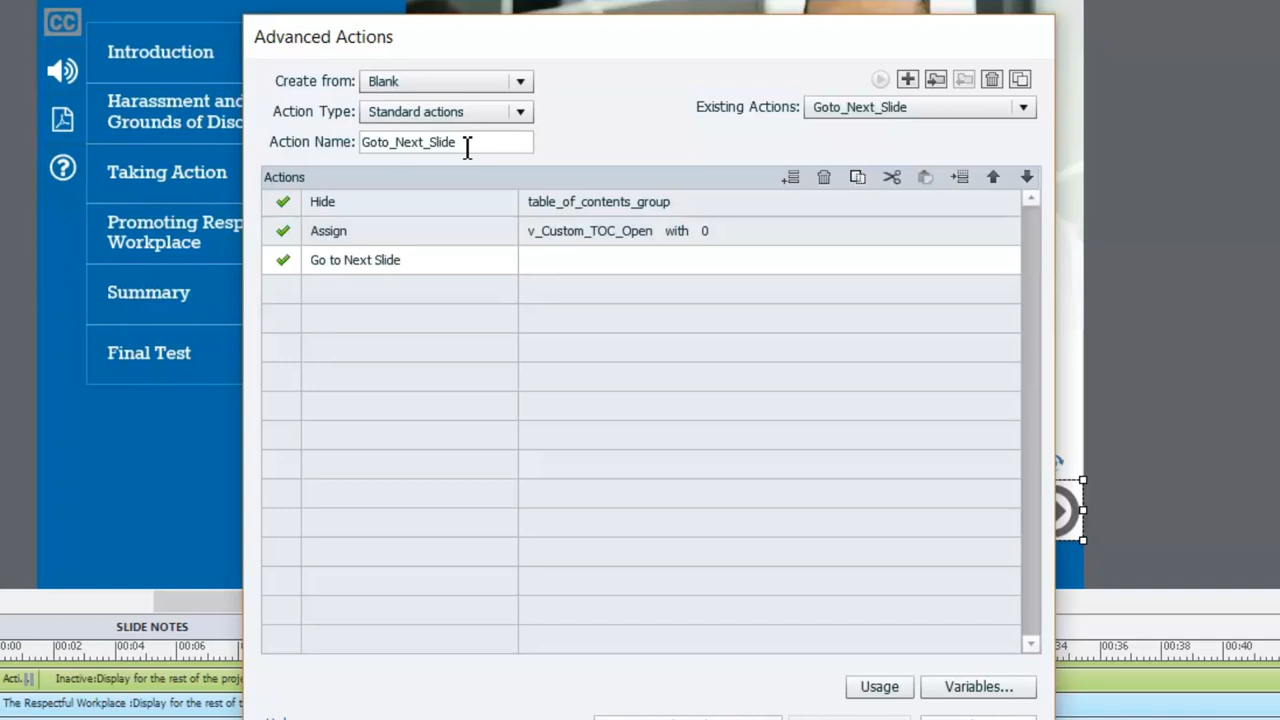 CC
Introduction
Harassment and
Grounds of Disc
Taking Action
Promoting Resp
Workplace
Summary
Final Test
Advanced Actions
Create from: Blank
Action Type: Standard actions
Action Name: Goto_Next_Slide
Existing Actions: Goto_Next_Slide
Actions
Hide table_of_contents_group
Assign v_Custom_TOC_Open with 0
Go to Next Slide
Usage
Variables...
SLIDE NOTES
0:00 |00:02 |00:04 |00:06 34 |00:36 |00:38 |00:40
Acti. Inactive:Display for the rest of the proje
The Respectful Workplace :Display for the rest of t